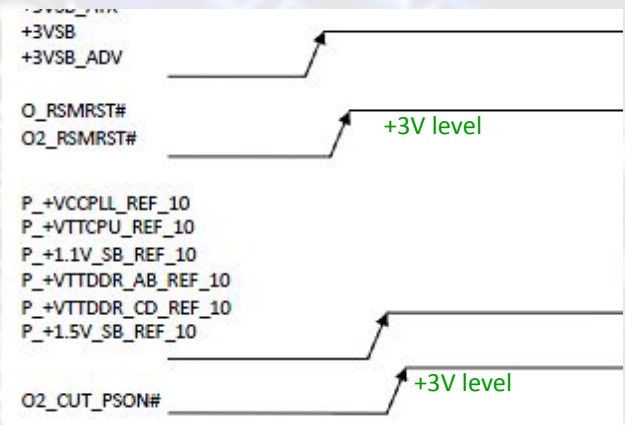 +3VSB_ATX
+3VSB
+3VSB_ADV
O_RSMRST#
O2_RSMRST#
+3V level
P_+VCCPLL_REF_10
P_+VTTCPU_REF_10
P_+1.1V_SB_REF_10
P_+VTTDDR_AB_REF_10
P_+VTTDDR_CD_REF_10
P_+1.5V_SB_REF_10
+3V level
O2_CUT_PSON#